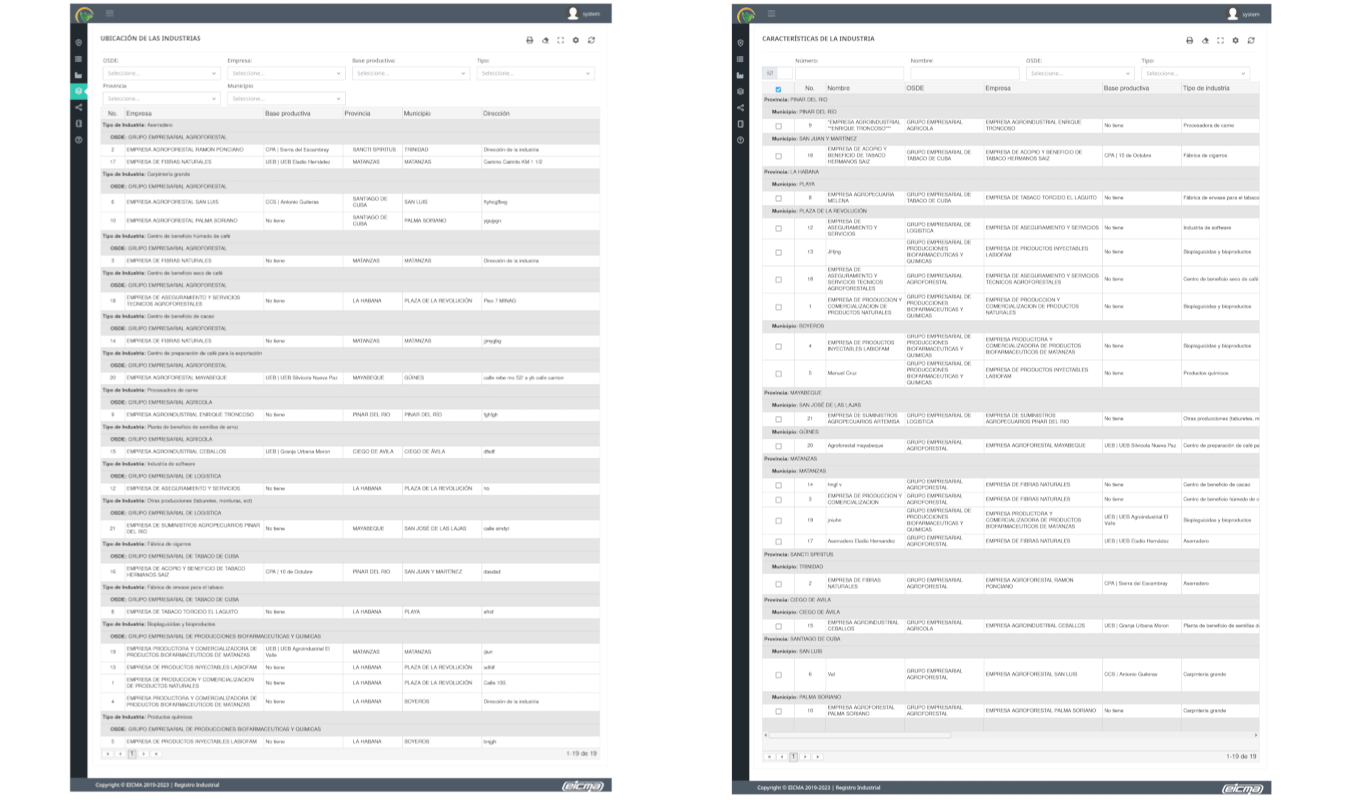 system
UBICACIÓN DE LAS INDUSTRIAS
OSDE: Empresa: Base productiva: Tipo:
Seleccione... Seleccione... Seleccione... Seleccione...
Provincia Municipio
Seleccione... Seleccione...
No. Empresa Base productiva Provincia Municipio Dirección
Tipo de Industria: Aserradero
OSDE: GRUPO EMPRESARIAL AGROFORESTAL
2 EMPRESA AGROFORESTAL RAMON PONCIANO CPA | Sierra del Escambray SANCTI SPIRITUS TRINIDAD Dirección de la industria
17 EMPRESA DE FIBRAS NATURALES UEB | UEB Eladio Hernández MATANZAS MATANZAS Camino Camito KM 1 1/2
Tipo de Industria: Carpintería grande
OSDE: GRUPO EMPRESARIAL AGROFORESTAL
6 EMPRESA AGROFORESTAL SAN LUIS CCS | Antonio Guiteras SANTIAGO DE CUBA SAN LUIS
10 EMPRESA AGROFORESTAL PALMA SORIANO No tiene SANTIAGO DE CUBA PALMA SORIANO
Tipo de Industria: Centro de beneficio húmedo de café
OSDE: GRUPO EMPRESARIAL AGROFORESTAL
3 EMPRESA DE FIBRAS NATURALES No tiene MATANZAS MATANZAS Dirección de la industria
Tipo de Industria: Centro de beneficio seco de café
OSDE: GRUPO EMPRESARIAL AGROFORESTAL
18 EMPRESA DE ASEGURAMIENTO Y SERVICIOS TECNICOS AGROFORESTALES No tiene LA HABANA PLAZA DE LA REVOLUCIÓN Piso 7 MINAG
Tipo de Industria: Centro de beneficio de cacao
OSDE: GRUPO EMPRESARIAL AGROFORESTAL
14 EMPRESA DE FIBRAS NATURALES No tiene MATANZAS MATANZAS
Tipo de Industria: Centro de preparación de café para la exportación
OSDE: GRUPO EMPRESARIAL AGROFORESTAL
20 EMPRESA AGROFORESTAL MAYABEQUE UEB | UEB Silvícola Nueva Paz MAYABEQUE GÜINES
Tipo de Industria: Procesadora de carne
OSDE: GRUPO EMPRESARIAL AGRICOLA
9 EMPRESA AGROINDUSTRIAL ENRIQUE TRONCOSO No tiene PINAR DEL RIO PINAR DEL RÍO fghfgh
Tipo de Industria: Planta de beneficio de semillas de arroz
OSDE: GRUPO EMPRESARIAL AGRICOLA
15 EMPRESA AGROINDUSTRIAL CEBALLOS UEB | Granja Urbana Moron CIEGO DE AVILA CIEGO DE ÁVILA
Tipo de Industria: Industria de software
OSDE: GRUPO EMPRESARIAL DE LOGISTICA
12 EMPRESA DE ASEGURAMIENTO Y SERVICIOS No tiene LA HABANA PLAZA DE LA REVOLUCIÓN
Tipo de Industria: Otras producciones (taburetes, monturas, ect)
OSDE: GRUPO EMPRESARIAL DE LOGISTICA
21 EMPRESA DE SUMINISTROS AGROPECUARIOS PINAR DEL RIO No tiene MAYABEQUE SAN JOSÉ DE LAS LAJAS
Tipo de Industria: Fábrica de cigarros
OSDE: GRUPO EMPRESARIAL DE TABACO DE CUBA
16 EMPRESA DE ACOPIO Y BENEFICIO DE TABACO HERMANOS SAIZ CPA | 10 de Octubre PINAR DEL RIO SAN JUAN Y MARTÍNEZ
Tipo de Industria: Fábrica de envase para el tabaco
OSDE: GRUPO EMPRESARIAL DE TABACO DE CUBA
8 EMPRESA DE TABACO TORCIDO EL LAGUITO No tiene LA HABANA PLAYA
Tipo de Industria: Bioplaguicidas y bioproductos
OSDE: GRUPO EMPRESARIAL DE PRODUCCIONES BIOFARMACEUTICAS Y QUIMICAS
19 EMPRESA PRODUCTORA Y COMERCIALIZADORA DE PRODUCTOS BIOFARMACEUTICOS DE MATANZAS UEB | UEB Agroindustrial El Valle MATANZAS MATANZAS
13 EMPRESA DE PRODUCTOS INYECTABLES LABIOFAM No tiene LA HABANA PLAZA DE LA REVOLUCIÓN
1 EMPRESA DE PRODUCCION Y COMERCIALIZACION DE PRODUCTOS NATURALES No tiene LA HABANA PLAZA DE LA REVOLUCIÓN Calle 105
4 EMPRESA PRODUCTORA Y COMERCIALIZADORA DE PRODUCTOS BIOFARMACEUTICOS DE MATANZAS No tiene LA HABANA BOYEROS Dirección de la industria
Tipo de Industria: Productos químicos
OSDE: GRUPO EMPRESARIAL DE PRODUCCIONES BIOFARMACEUTICAS Y QUIMICAS
5 EMPRESA DE PRODUCTOS INYECTABLES LABIOFAM No tiene LA HABANA BOYEROS
1 1-19 de 19
Copyright © EICMA 2019-2023 | Registro Industrial eicma
system
CARACTERÍSTICAS DE LA INDUSTRIA
Número: Nombre: OSDE: Tipo:
Seleccione... Seleccione...
No. Nombre OSDE Empresa Base productiva Tipo de industria
Provincia: PINAR DEL RIO
Municipio: PINAR DEL RÍO
9 "EMPRESA AGROINDUSTRIAL ""ENRIQUE TRONCOSO""" GRUPO EMPRESARIAL AGRICOLA EMPRESA AGROINDUSTRIAL ENRIQUE TRONCOSO No tiene Procesadora de carne
Municipio: SAN JUAN Y MARTÍNEZ
16 EMPRESA DE ACOPIO Y BENEFICIO DE TABACO HERMANOS SAIZ GRUPO EMPRESARIAL DE TABACO DE CUBA EMPRESA DE ACOPIO Y BENEFICIO DE TABACO HERMANOS SAIZ CPA | 10 de Octubre Fábrica de cigarros
Provincia: LA HABANA
Municipio: PLAYA
8 EMPRESA AGROPECUARIA MELENA GRUPO EMPRESARIAL DE TABACO DE CUBA EMPRESA DE TABACO TORCIDO EL LAGUITO No tiene Fábrica de envase para el tabaco
Municipio: PLAZA DE LA REVOLUCIÓN
12 EMPRESA DE ASEGURAMIENTO Y SERVICIOS GRUPO EMPRESARIAL DE LOGISTICA EMPRESA DE ASEGURAMIENTO Y SERVICIOS No tiene Industria de software
13 GRUPO EMPRESARIAL DE PRODUCCIONES BIOFARMACEUTICAS Y QUIMICAS EMPRESA DE PRODUCTOS INYECTABLES LABIOFAM No tiene Bioplaguicidas y bioproductos
18 EMPRESA DE ASEGURAMIENTO Y SERVICIOS TECNICOS AGROFORESTALES GRUPO EMPRESARIAL AGROFORESTAL EMPRESA DE ASEGURAMIENTO Y SERVICIOS TECNICOS AGROFORESTALES No tiene Centro de beneficio seco de café
1 EMPRESA DE PRODUCCION Y COMERCIALIZACION DE PRODUCTOS NATURALES GRUPO EMPRESARIAL DE PRODUCCIONES BIOFARMACEUTICAS Y QUIMICAS EMPRESA DE PRODUCCION Y COMERCIALIZACION DE PRODUCTOS NATURALES No tiene Bioplaguicidas y bioproductos
Municipio: BOYEROS
4 EMPRESA DE PRODUCTOS INYECTABLES LABIOFAM GRUPO EMPRESARIAL DE PRODUCCIONES BIOFARMACEUTICAS Y QUIMICAS EMPRESA PRODUCTORA Y COMERCIALIZADORA DE PRODUCTOS BIOFARMACEUTICOS DE MATANZAS No tiene Bioplaguicidas y bioproductos
5 Manuel Cruz GRUPO EMPRESARIAL DE PRODUCCIONES BIOFARMACEUTICAS Y QUIMICAS EMPRESA DE PRODUCTOS INYECTABLES LABIOFAM No tiene Productos químicos
Provincia: MAYABEQUE
Municipio: SAN JOSÉ DE LAS LAJAS
21 EMPRESA DE SUMINISTROS AGROPECUARIOS ARTEMISA GRUPO EMPRESARIAL DE LOGISTICA EMPRESA DE SUMINISTROS AGROPECUARIOS PINAR DEL RIO No tiene Otras producciones (taburetes, m
Municipio: GÜINES
20 Agroforestal mayabeque GRUPO EMPRESARIAL AGROFORESTAL EMPRESA AGROFORESTAL MAYABEQUE UEB | UEB Silvícola Nueva Paz Centro de preparación de café pa
Provincia: MATANZAS
Municipio: MATANZAS
14 GRUPO EMPRESARIAL AGROFORESTAL EMPRESA DE FIBRAS NATURALES No tiene Centro de beneficio de cacao
3 EMPRESA DE PRODUCCION Y COMERCIALIZACION GRUPO EMPRESARIAL AGROFORESTAL EMPRESA DE FIBRAS NATURALES No tiene Centro de beneficio húmedo de c
19 GRUPO EMPRESARIAL DE PRODUCCIONES BIOFARMACEUTICAS Y QUIMICAS EMPRESA PRODUCTORA Y COMERCIALIZADORA DE PRODUCTOS BIOFARMACEUTICOS DE MATANZAS UEB | UEB Agroindustrial El Valle Bioplaguicidas y bioproductos
17 Aserradero Eladio Hernandez GRUPO EMPRESARIAL AGROFORESTAL EMPRESA DE FIBRAS NATURALES UEB | UEB Eladio Hernández Aserradero
Provincia: SANCTI SPIRITUS
Municipio: TRINIDAD
2 EMPRESA DE FIBRAS NATURALES GRUPO EMPRESARIAL AGROFORESTAL EMPRESA AGROFORESTAL RAMON PONCIANO CPA | Sierra del Escambray Aserradero
Provincia: CIEGO DE AVILA
Municipio: CIEGO DE ÁVILA
15 EMPRESA AGROINDUSTRIAL CEBALLOS GRUPO EMPRESARIAL AGRICOLA EMPRESA AGROINDUSTRIAL CEBALLOS UEB | Granja Urbana Moron Planta de beneficio de semillas d
Provincia: SANTIAGO DE CUBA
Municipio: SAN LUIS
6 GRUPO EMPRESARIAL AGROFORESTAL EMPRESA AGROFORESTAL SAN LUIS CCS | Antonio Guiteras Carpintería grande
Municipio: PALMA SORIANO
10 EMPRESA AGROFORESTAL PALMA SORIANO GRUPO EMPRESARIAL AGROFORESTAL EMPRESA AGROFORESTAL PALMA SORIANO No tiene Carpintería grande
1 1-19 de 19
Copyright © EICMA 2019-2023 | Registro Industrial eicma